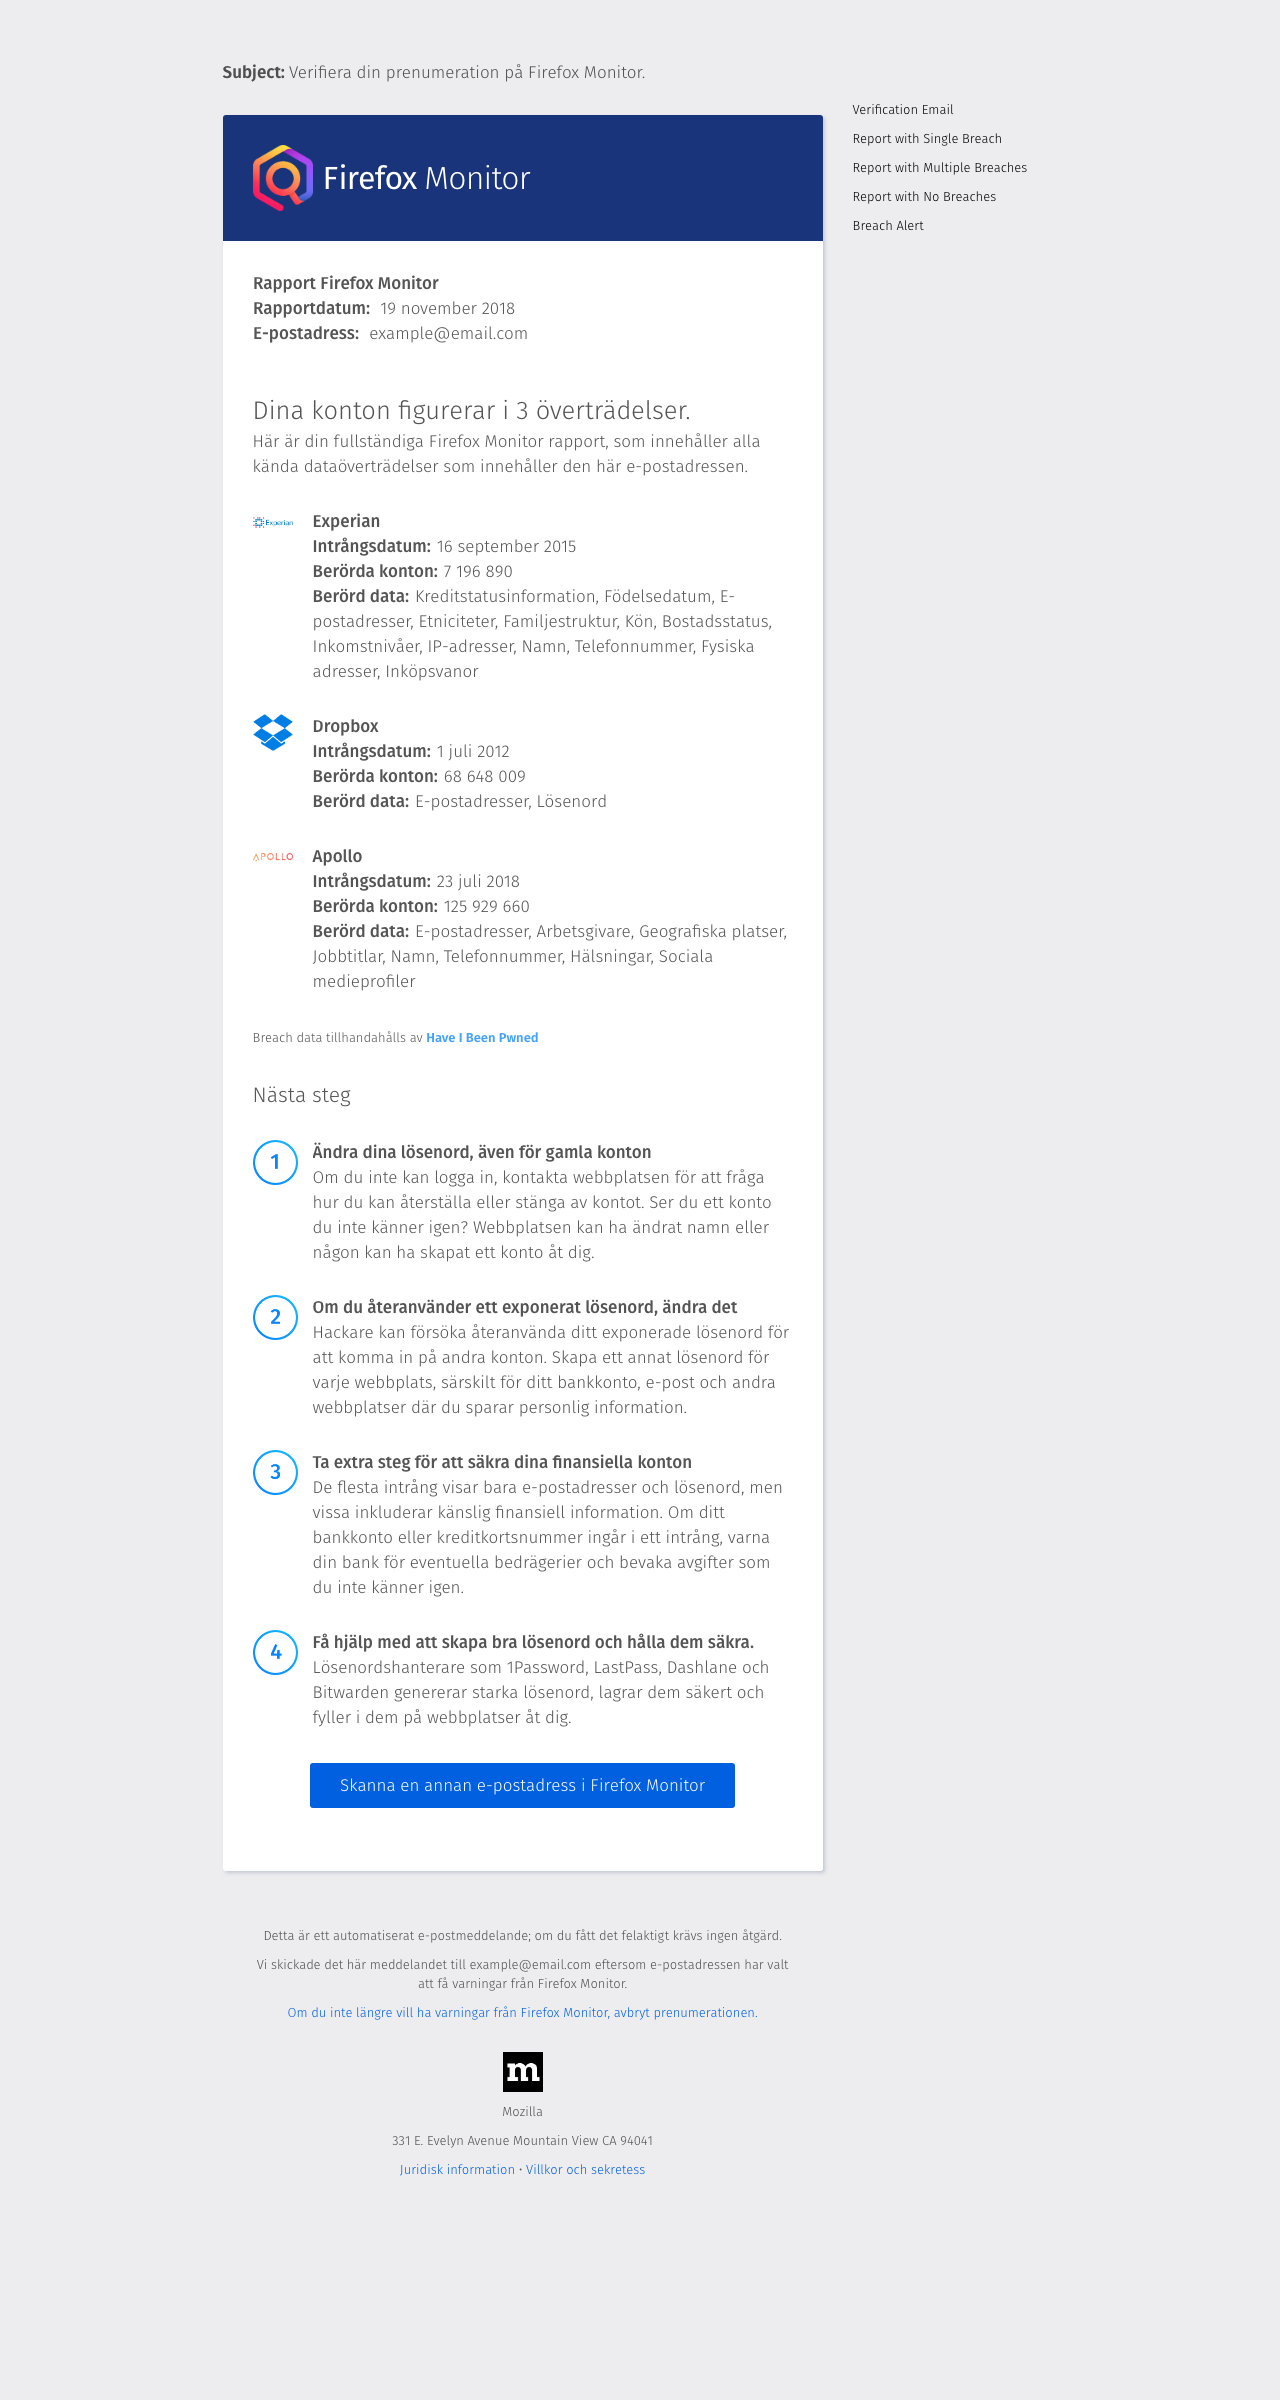 Subject: Verifiera din prenumeration på Firefox Monitor.
Verification Email
Report with Single Breach
Report with Multiple Breaches
Report with No Breaches
Breach Alert
Firefox Monitor
Rapport Firefox Monitor
Rapportdatum: 19 november 2018
E-postadress: example@email.com
Dina konton figurerar i 3 överträdelser.
Här är din fullständiga Firefox Monitor rapport, som innehåller alla
kända dataöverträdelser som innehåller den här e-postadressen.
Experian
Experian
Intrångsdatum: 16 september 2015
Berörda konton: 7 196 890
Berörd data: Kreditstatusinformation, Födelsedatum, E-
postadresser, Etniciteter, Familjestruktur, Kön, Bostadsstatus,
Inkomstnivåer, IP-adresser, Namn, Telefonnummer, Fysiska
adresser, Inköpsvanor
Dropbox
Intrångsdatum: 1 juli 2012
Berörda konton: 68 648 009
Berörd data: E-postadresser, Lösenord
APOLLO
Apollo
Intrångsdatum: 23 juli 2018
Berörda konton: 125 929 660
Berörd data: E-postadresser, Arbetsgivare, Geografiska platser,
Jobbtitlar, Namn, Telefonnummer, Hälsningar, Sociala
medieprofiler
Breach data tillhandahålls av Have I Been Pwned
Nästa steg
1
Ändra dina lösenord, även för gamla konton
Om du inte kan logga in, kontakta webbplatsen för att fråga
hur du kan återställa eller stänga av kontot. Ser du ett konto
du inte känner igen? Webbplatsen kan ha ändrat namn eller
någon kan ha skapat ett konto åt dig.
2
Om du återanvänder ett exponerat lösenord, ändra det
Hackare kan försöka återanvända ditt exponerade lösenord för
att komma in på andra konton. Skapa ett annat lösenord för
varje webbplats, särskilt för ditt bankkonto, e-post och andra
webbplatser där du sparar personlig information.
3
Ta extra steg för att säkra dina finansiella konton
De flesta intrång visar bara e-postadresser och lösenord, men
vissa inkluderar känslig finansiell information. Om ditt
bankkonto eller kreditkortsnummer ingår i ett intrång, varna
din bank för eventuella bedrägerier och bevaka avgifter som
du inte känner igen.
4
Få hjälp med att skapa bra lösenord och hålla dem säkra.
Lösenordshanterare som 1Password, LastPass, Dashlane och
Bitwarden genererar starka lösenord, lagrar dem säkert och
fyller i dem på webbplatser åt dig.
Skanna en annan e-postadress i Firefox Monitor
Detta är ett automatiserat e-postmeddelande; om du fått det felaktigt krävs ingen åtgärd.
Vi skickade det här meddelandet till example@email.com eftersom e-postadressen har valt
att få varningar från Firefox Monitor.
Om du inte längre vill ha varningar från Firefox Monitor, avbryt prenumerationen.
m
Mozilla
331 E. Evelyn Avenue Mountain View CA 94041
Juridisk information • Villkor och sekretess